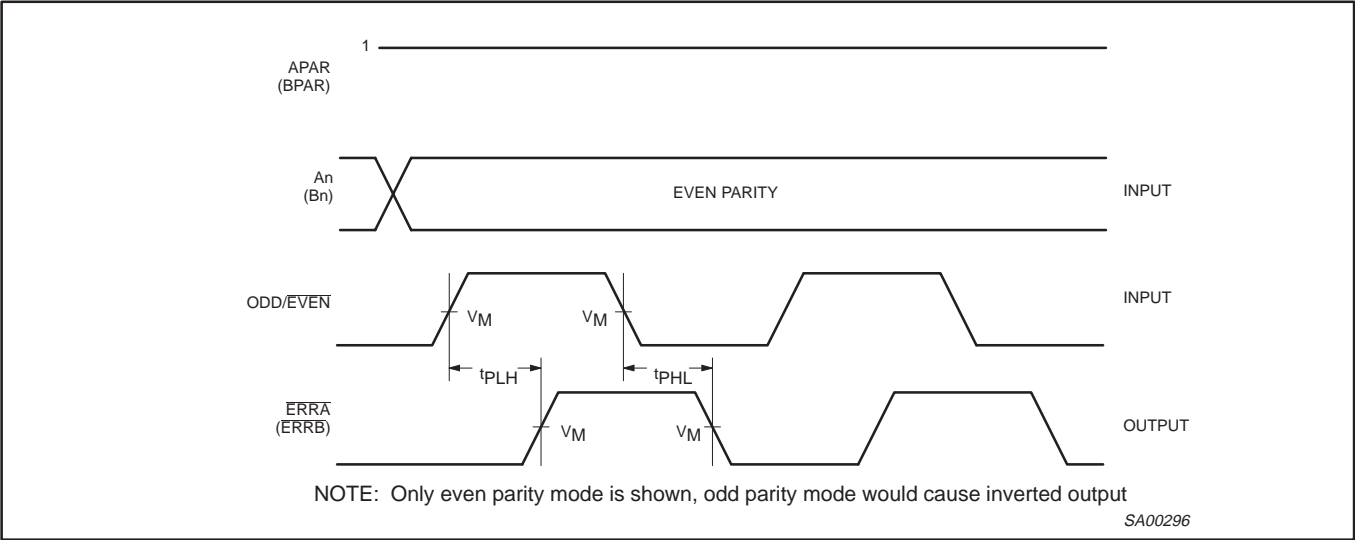 1
APAR
(BPAR)
An
(Bn)
EVEN PARITY
INPUT
ODD/EVEN
VM
VM
INPUT
tPLH
tPHL
ERRA
(ERRB)
VM
VM
OUTPUT
NOTE: Only even parity mode is shown, odd parity mode would cause inverted output
SA00296